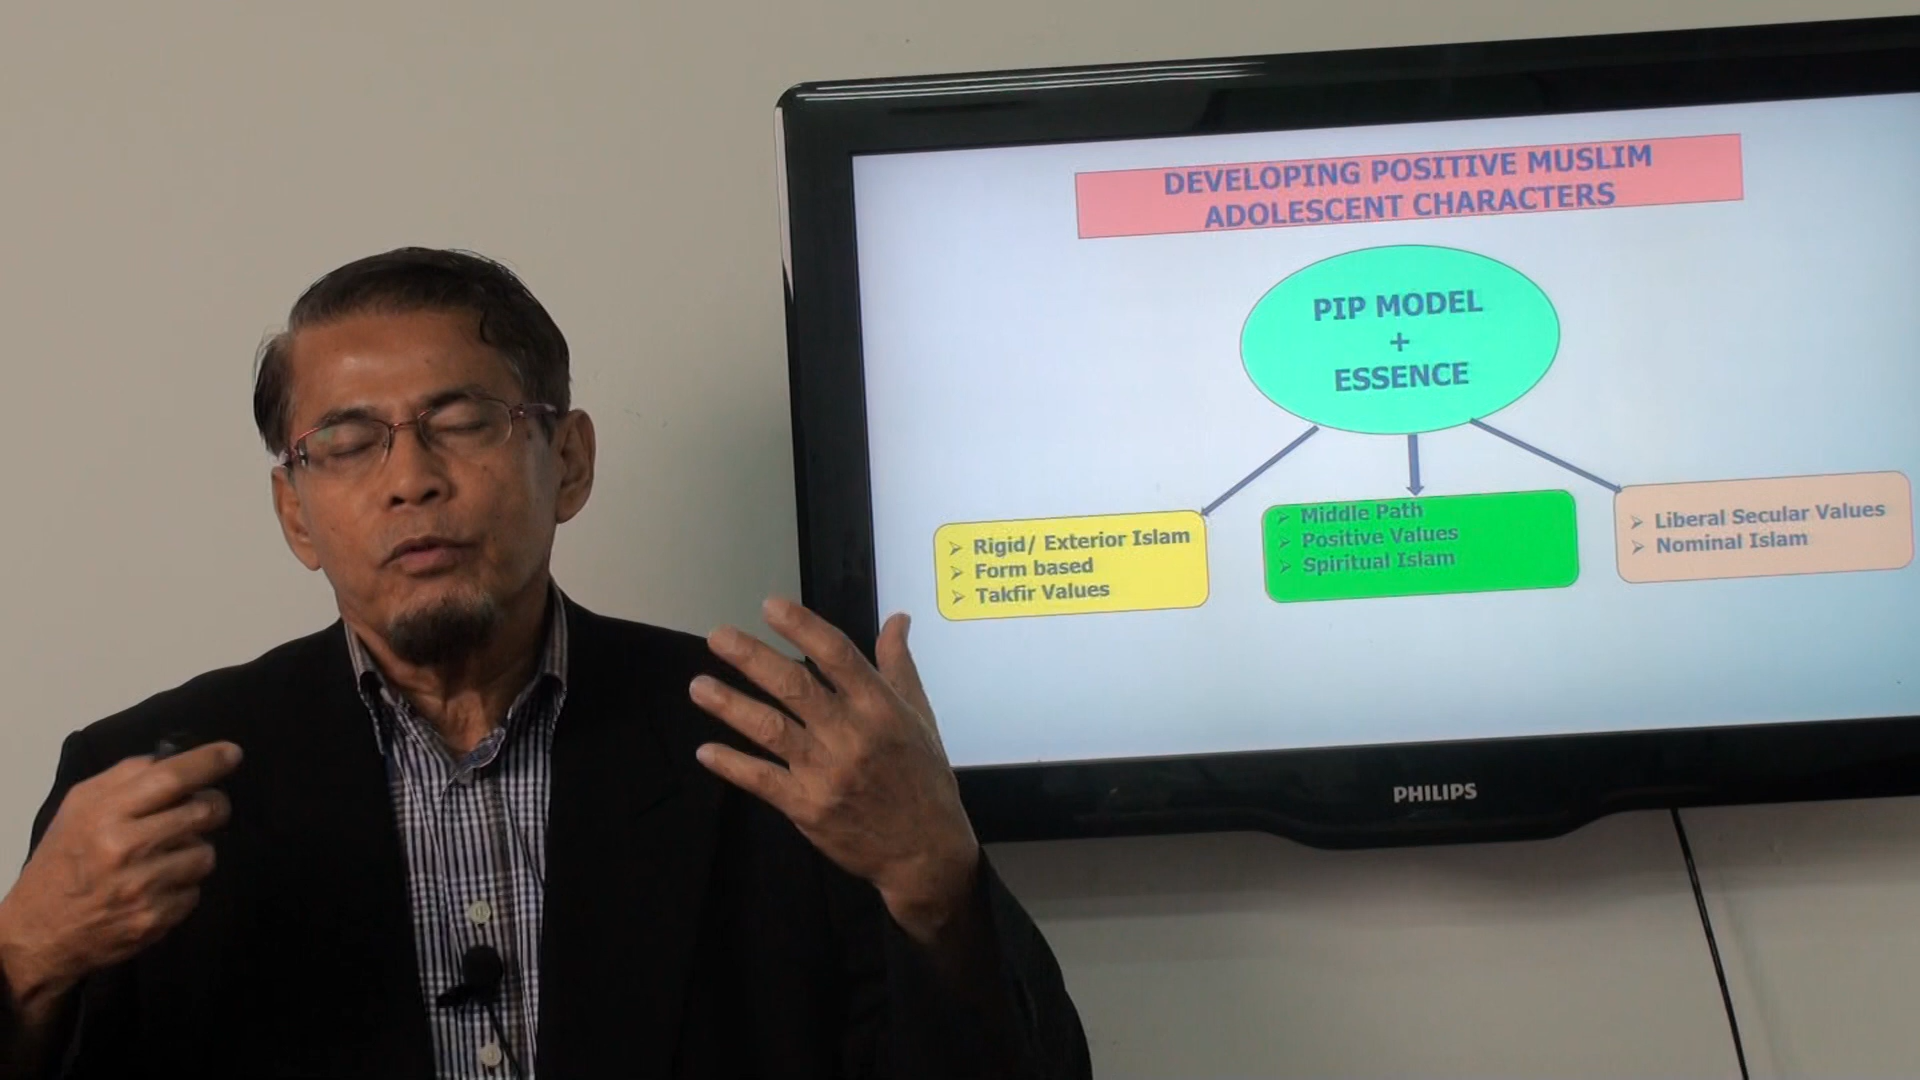 DEVELOPING POSITIVE MUSLIM
ADOLESCENT CHARACTERS
PIP MODEL
+
ESSENCE
➢ Rigid/ Exterior Islam
➢ Form based
➢ Takfir Values
➢ Middle Path
➢ Positive Values
➢ Spiritual Islam
➢ Liberal Secular Values
➢ Nominal Islam
PHILIPS